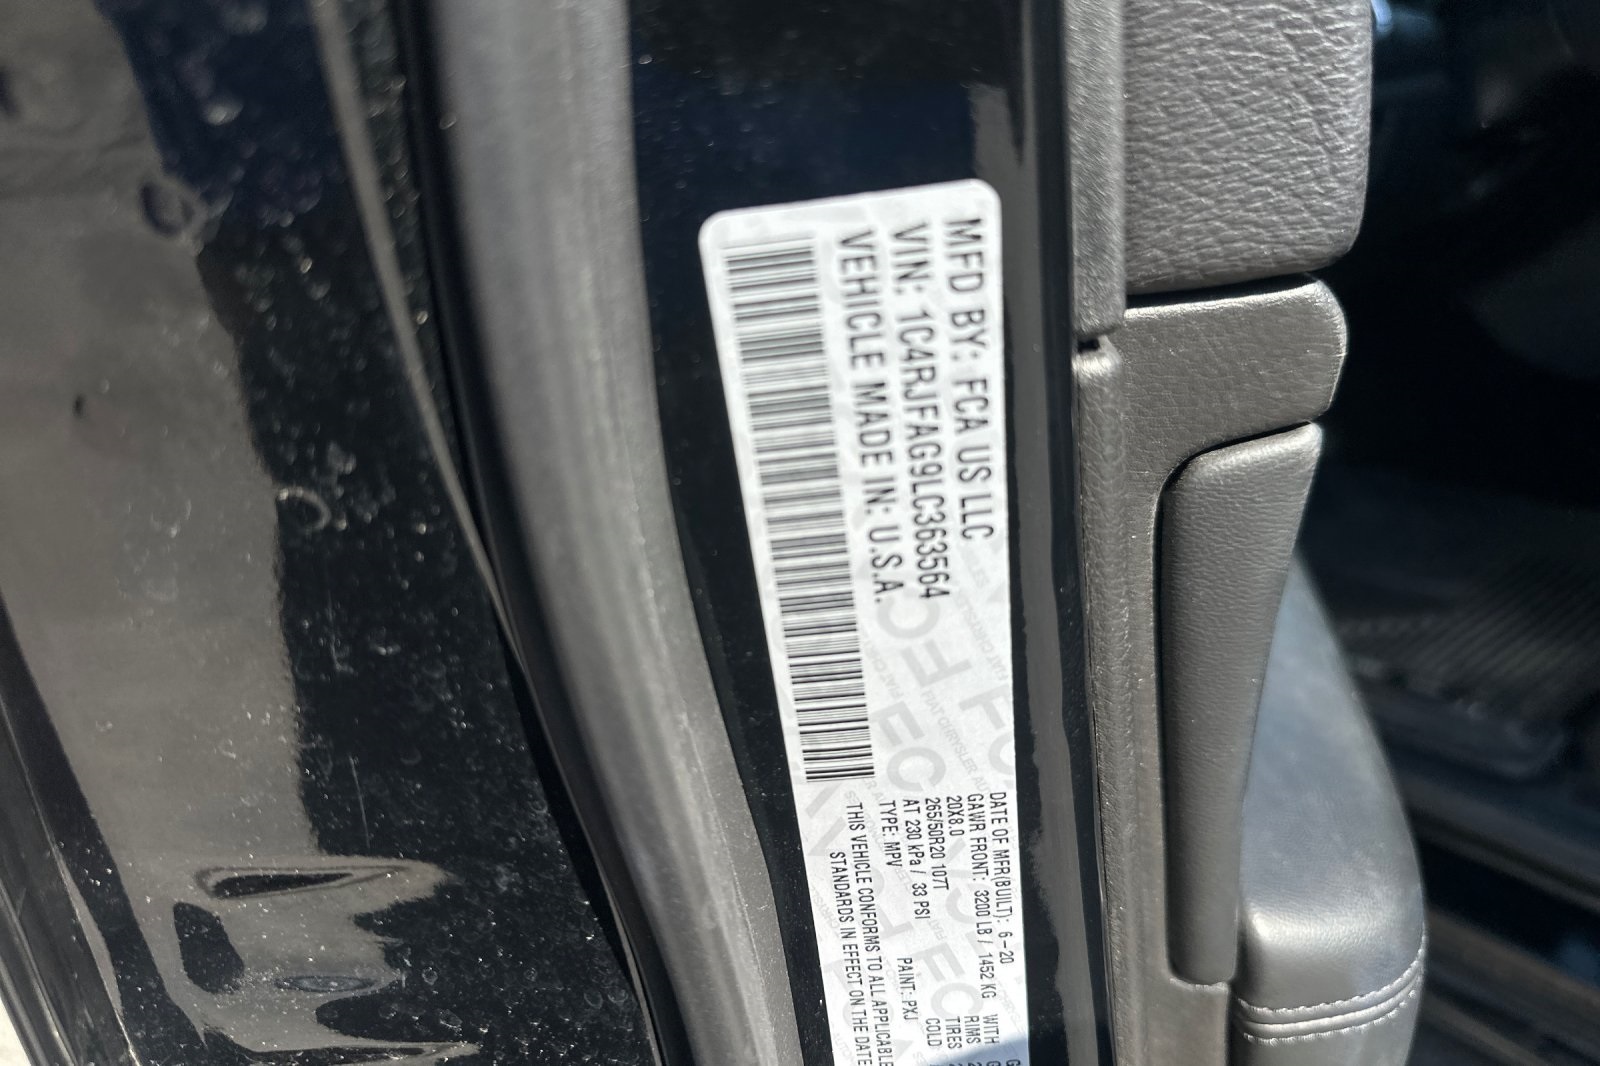 MFD BY: FCA US LLC
VIN: 1C4RJFAG9LC363564
VEHICLE MADE IN: U.S.A.
DATE OF MFR(BUILT): 6-20
GAWR FRONT: 3200 LB / 1452 KG WITH
20X8.0 RIMS
265/50R20 107T TIRES
AT 230 kPa / 33 PSI COLD
TYPE: MPV PAINT: PXJ
THIS VEHICLE CONFORMS TO ALL APPLICABLE
STANDARDS IN EFFECT ON THE DATE